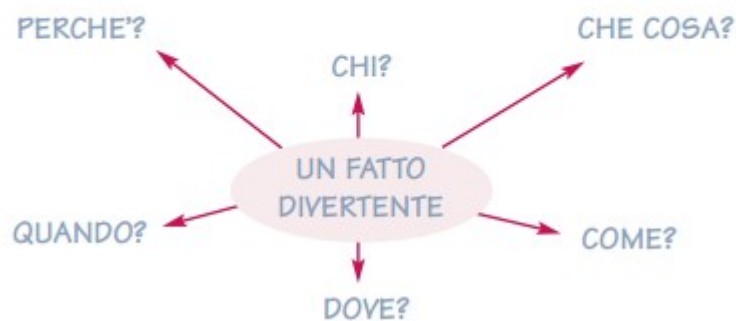 PERCHE'?
CHI?
CHE COSA?
UN FATTO
DIVERTENTE
QUANDO?
COME?
DOVE?